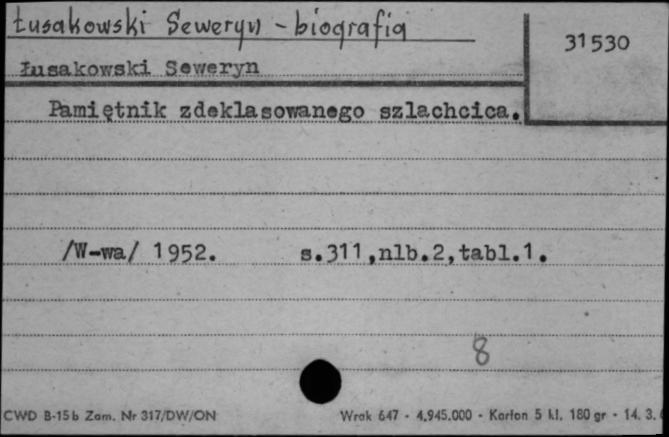 Łusakowski Seweryn - biografia
31530
Łusakowski Seweryn
Pamiętnik zdeklasowanego szlachcica.
/W-wa/ 1952. s.311,nlb.2,tabl.1.
8
CWD B-15b Zam. Nr 317/DW/ON
Wrak 647 - 4.945.000 - Karton 5 kl. 180 gr - 14. 3.